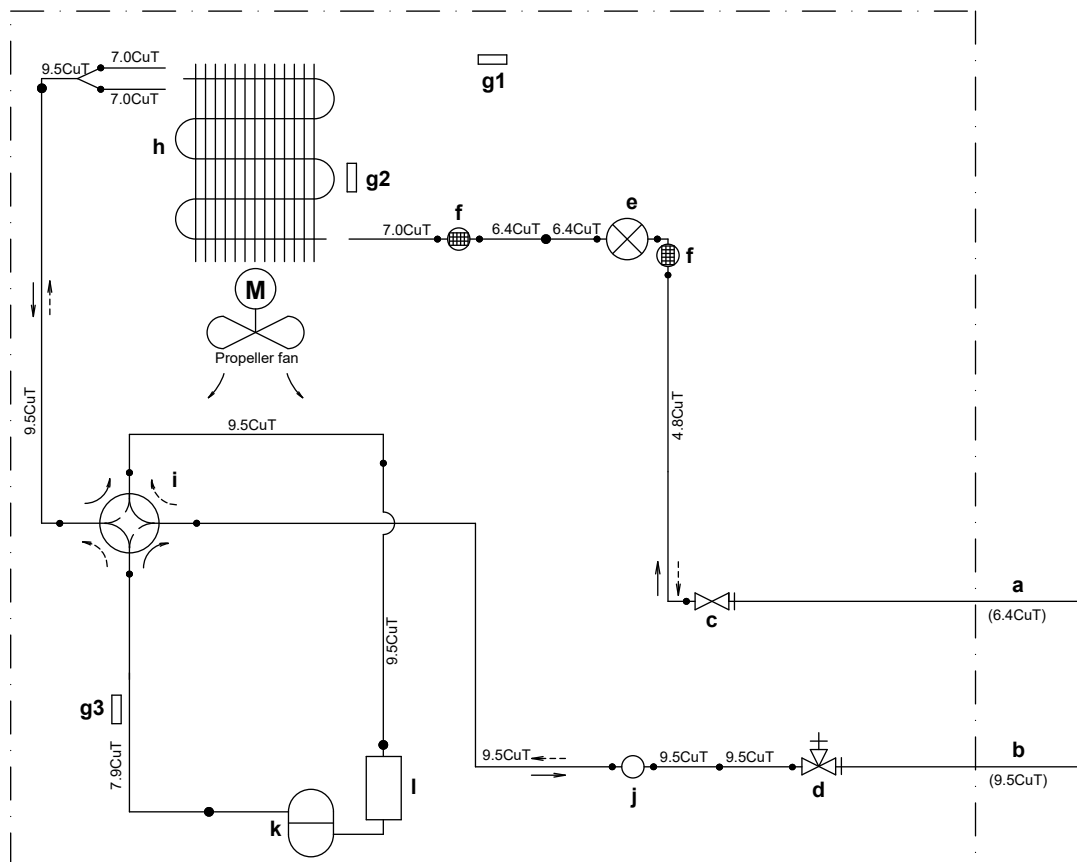 7.0CuT
9.5CuT
7.0CuT
g1
h
g2
e
f
7.0CuT
6.4CuT
6.4CuT
f
M
Propeller fan
9.5CuT
4.8CuT
9.5CuT
i
a
(6.4CuT)
c
9.5CuT
g3
7.9CuT
9.5CuT
9.5CuT
9.5CuT
b
(9.5CuT)
l
j
d
k